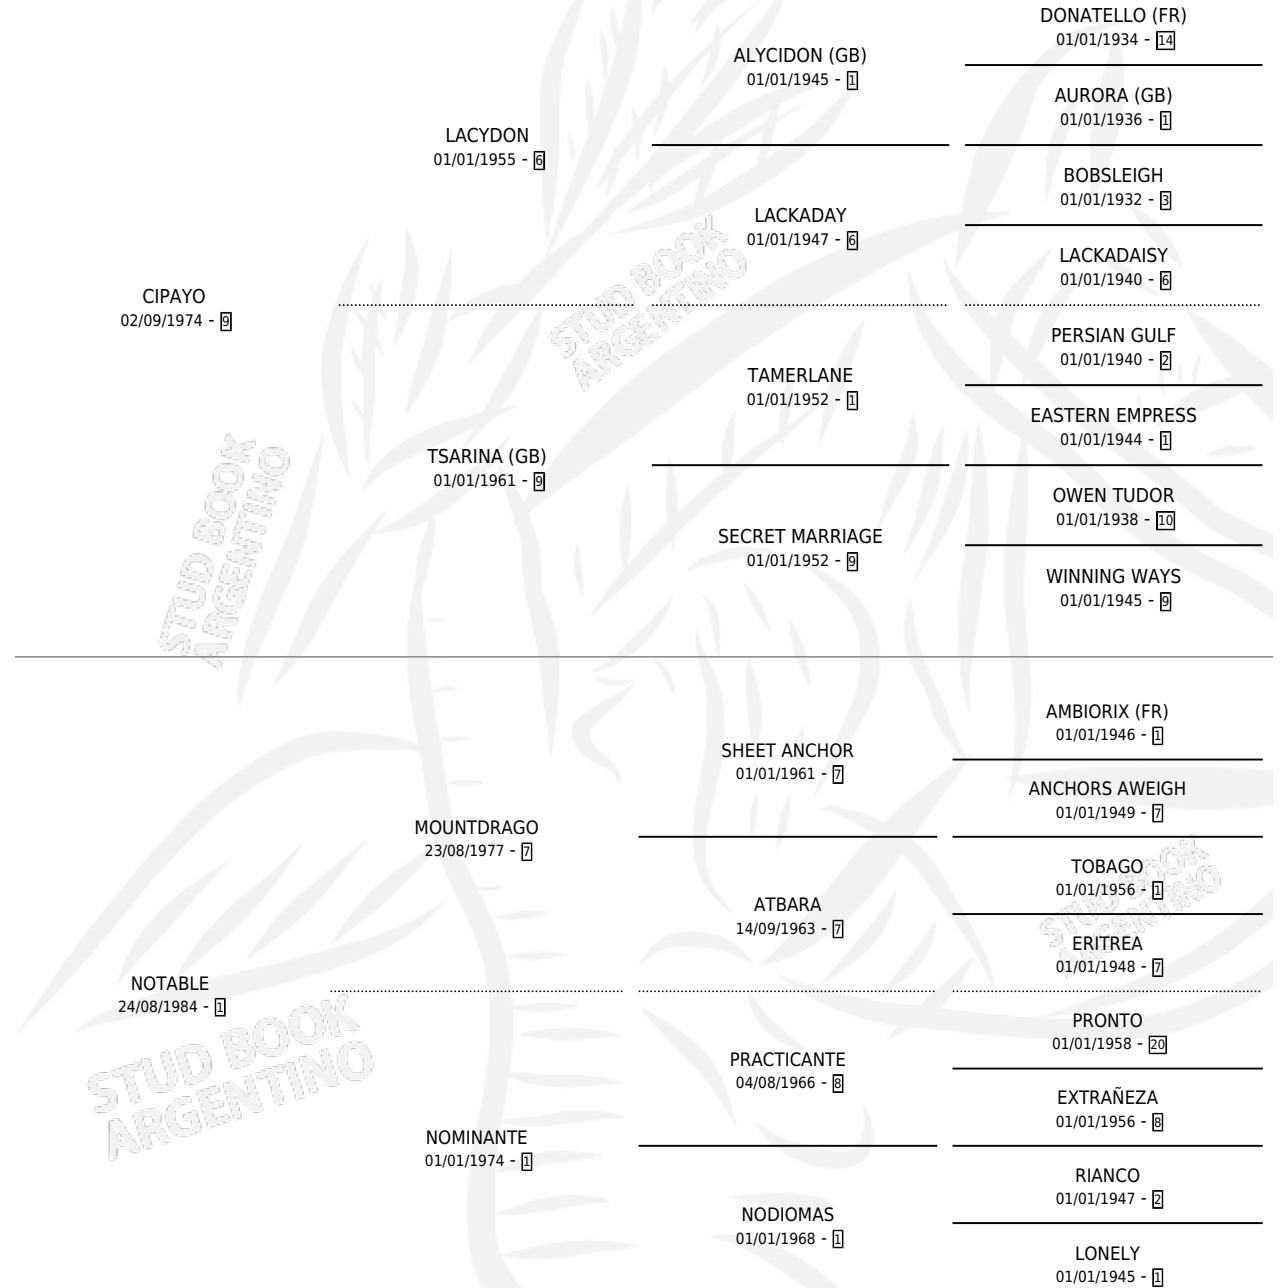 DONATELLO (FR)
01/01/1934 - 14
ALYCIDON (GB)
01/01/1945 - 1
AURORA (GB)
01/01/1936 - 1
LACYDON
01/01/1955 - 6
BOBSLEIGH
01/01/1932 - 3
LACKADAY
01/01/1947 - 6
LACKADAISY
01/01/1940 - 6
CIPAYO
02/09/1974 - 9
PERSIAN GULF
01/01/1940 - 2
TAMERLANE
01/01/1952 - 1
EASTERN EMPRESS
01/01/1944 - 1
TSARINA (GB)
01/01/1961 - 9
OWEN TUDOR
01/01/1938 - 10
SECRET MARRIAGE
01/01/1952 - 9
WINNING WAYS
01/01/1945 - 9
AMBIORIX (FR)
01/01/1946 - 1
SHEET ANCHOR
01/01/1961 - 7
ANCHORS AWEIGH
01/01/1949 - 7
MOUNTDRAGO
23/08/1977 - 7
TOBAGO
01/01/1956 - 1
ATBARA
14/09/1963 - 7
ERITREA
01/01/1948 - 7
NOTABLE
24/08/1984 - 1
PRONTO
01/01/1958 - 20
PRACTICANTE
04/08/1966 - 8
EXTRAÑEZA
01/01/1956 - 8
NOMINANTE
01/01/1974 - 1
RIANCO
01/01/1947 - 2
NODIOMAS
01/01/1968 - 1
LONELY
01/01/1945 - 1
STUD BOOK
ARGENTINO
STUD BOOK
ARGENTINO
STUD BOOK
ARGENTINO
STUD BOOK
ARGENTINO